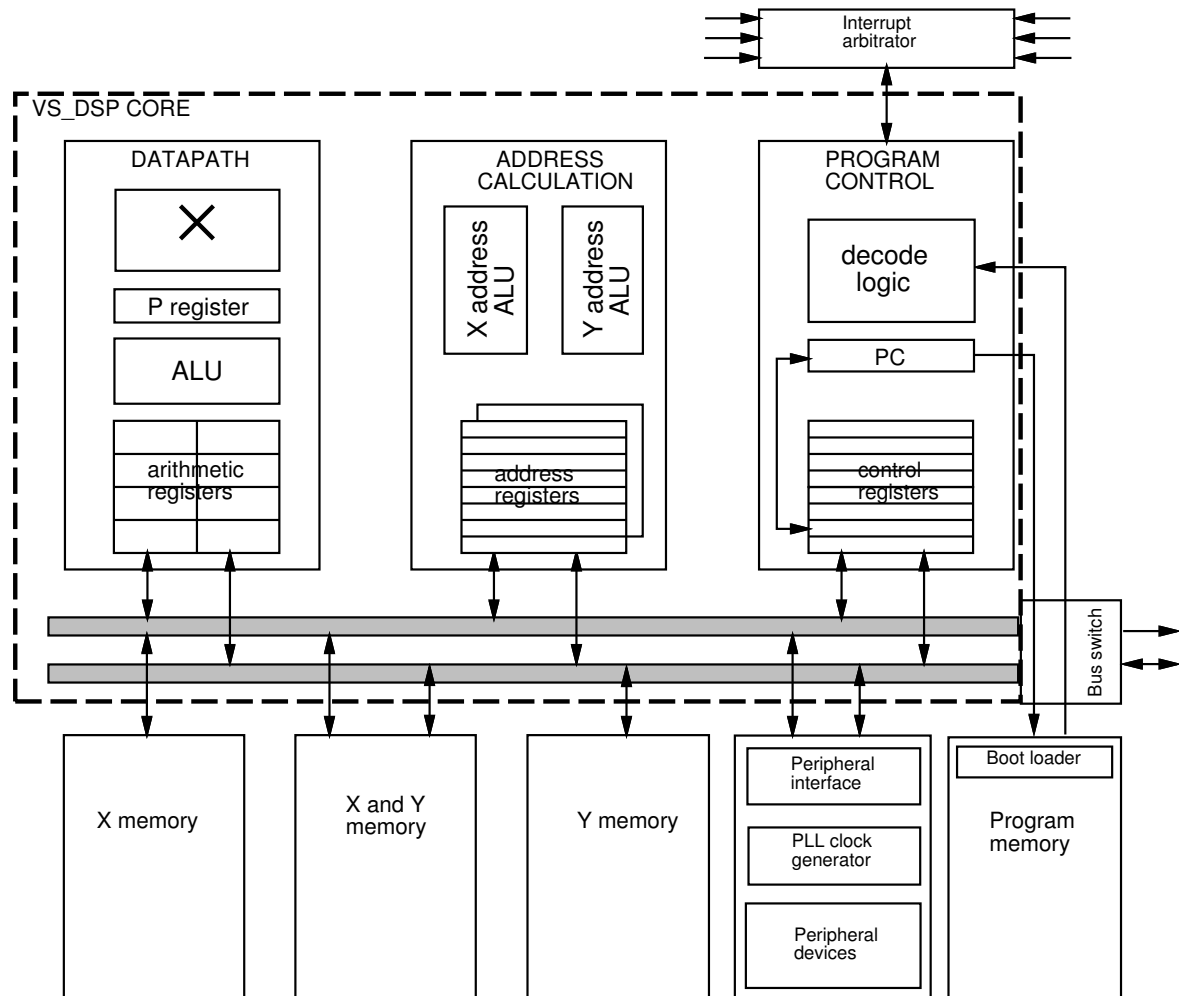 Interrupt
arbitrator
VS_DSP CORE
DATAPATH
P register
ALU
arithmetic
registers
ADDRESS
CALCULATION
X address
ALU
Y address
ALU
address
registers
PROGRAM
CONTROL
decode
logic
PC
control
registers
Bus switch
X memory
X and Y
memory
Y memory
Peripheral
interface
PLL clock
generator
Peripheral
devices
Boot loader
Program
memory